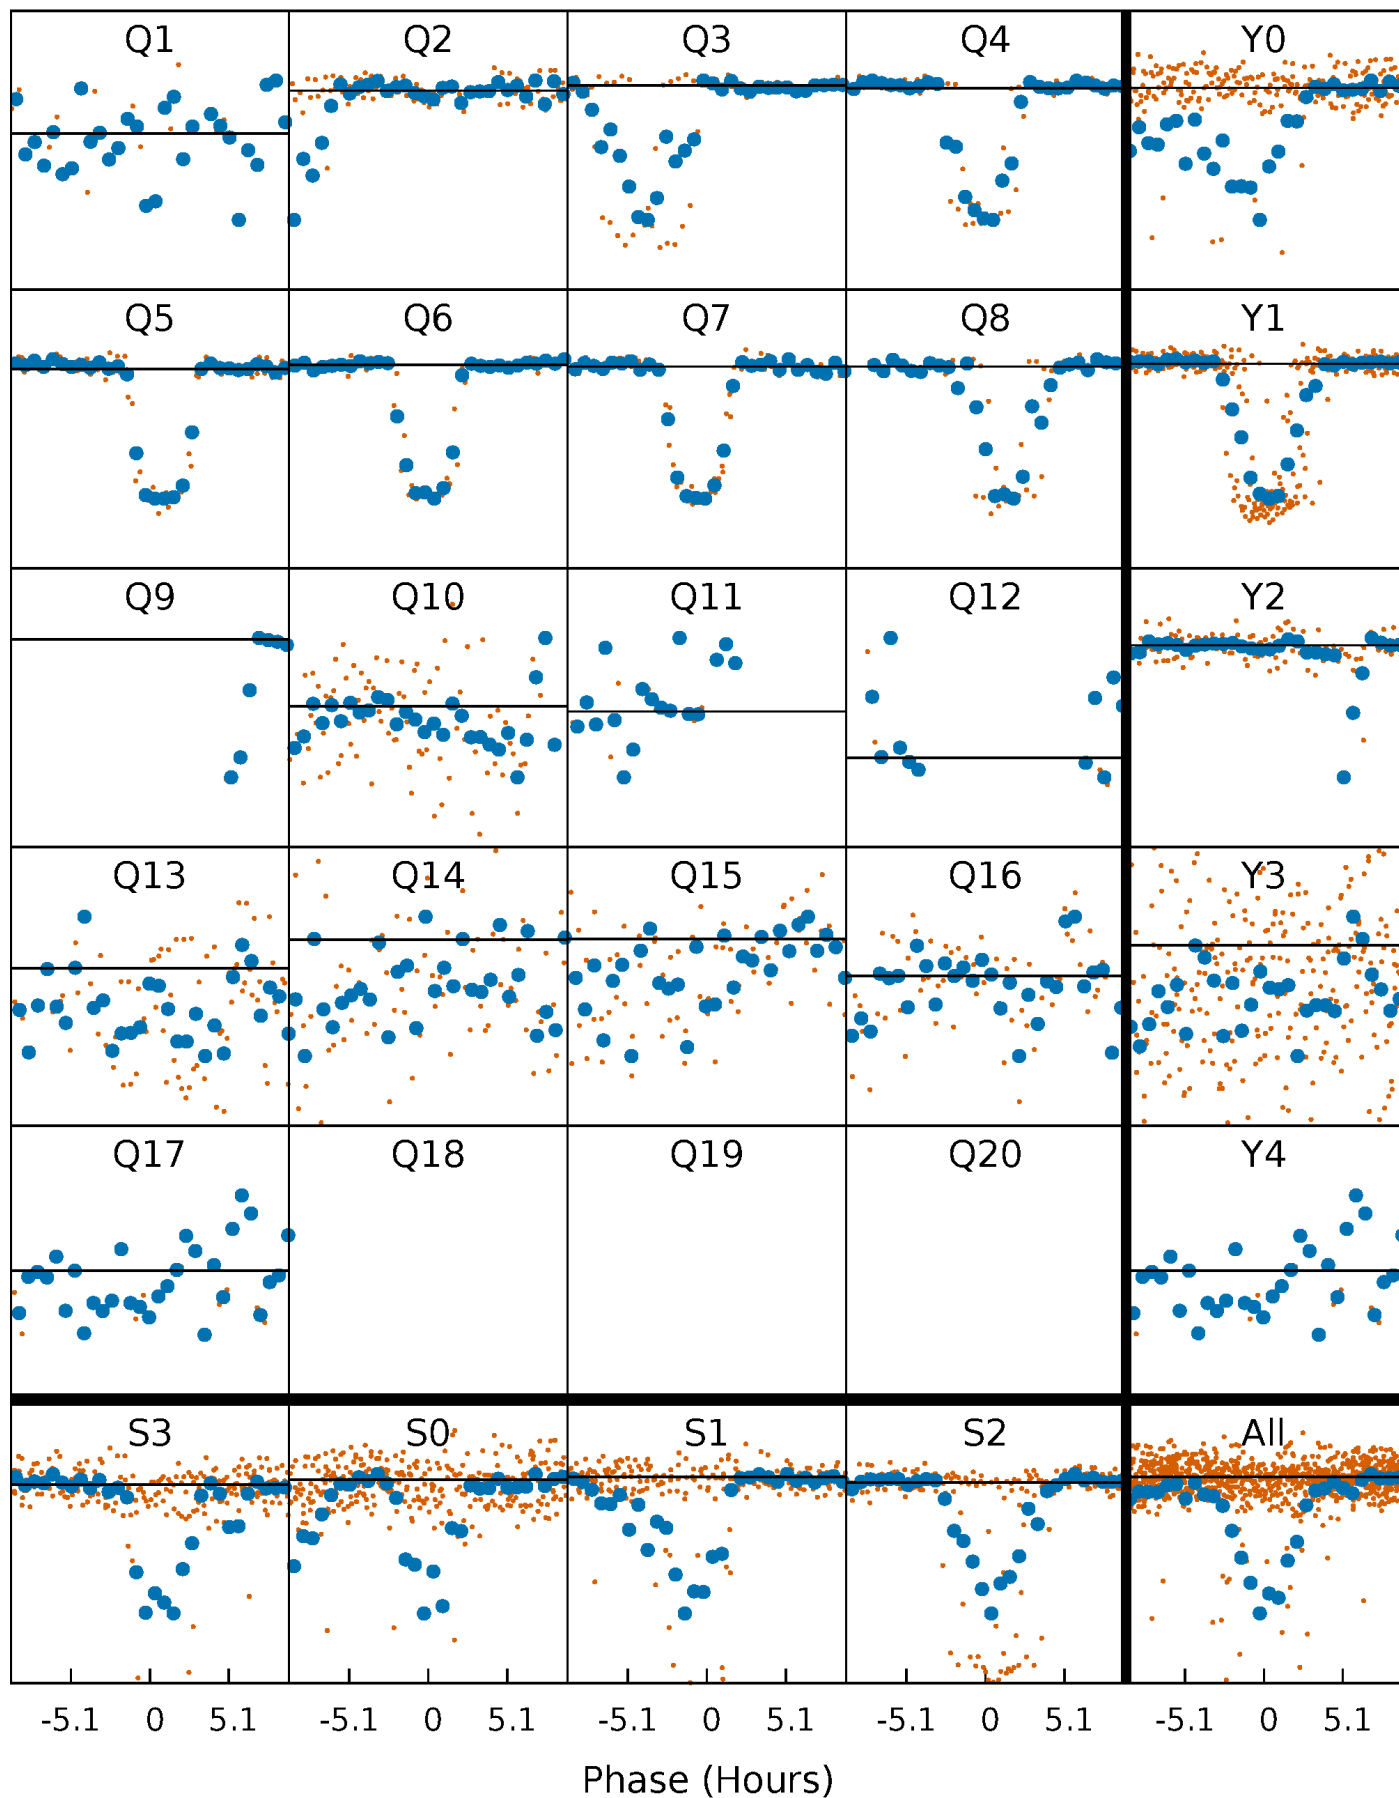 Q1 Q2 Q3 Q4 Y0
Q5 Q6 Q7 Q8 Y1
Q9 Q10 Q11 Q12 Y2
Q13 Q14 Q15 Q16 Y3
Q17 Q18 Q19 Q20 Y4
S3 S0 S1 S2 All
-5.1 0 5.1 -5.1 0 5.1 -5.1 0 5.1 -5.1 0 5.1 -5.1 0 5.1
Phase (Hours)